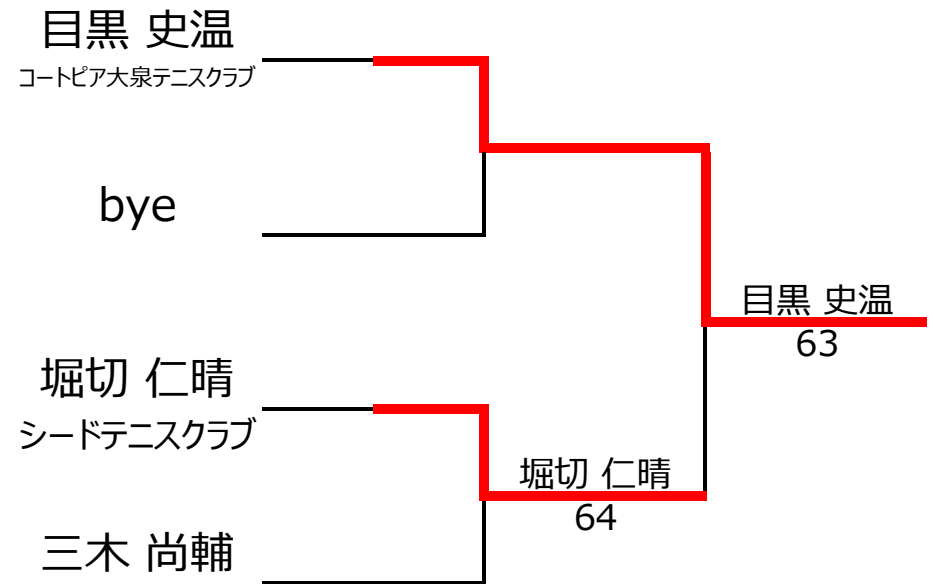 目黒 史温
コートピア大泉テニスクラブ
bye
目黒 史温
63
堀切 仁晴
シードテニスクラブ
堀切 仁晴
64
三木 尚輔